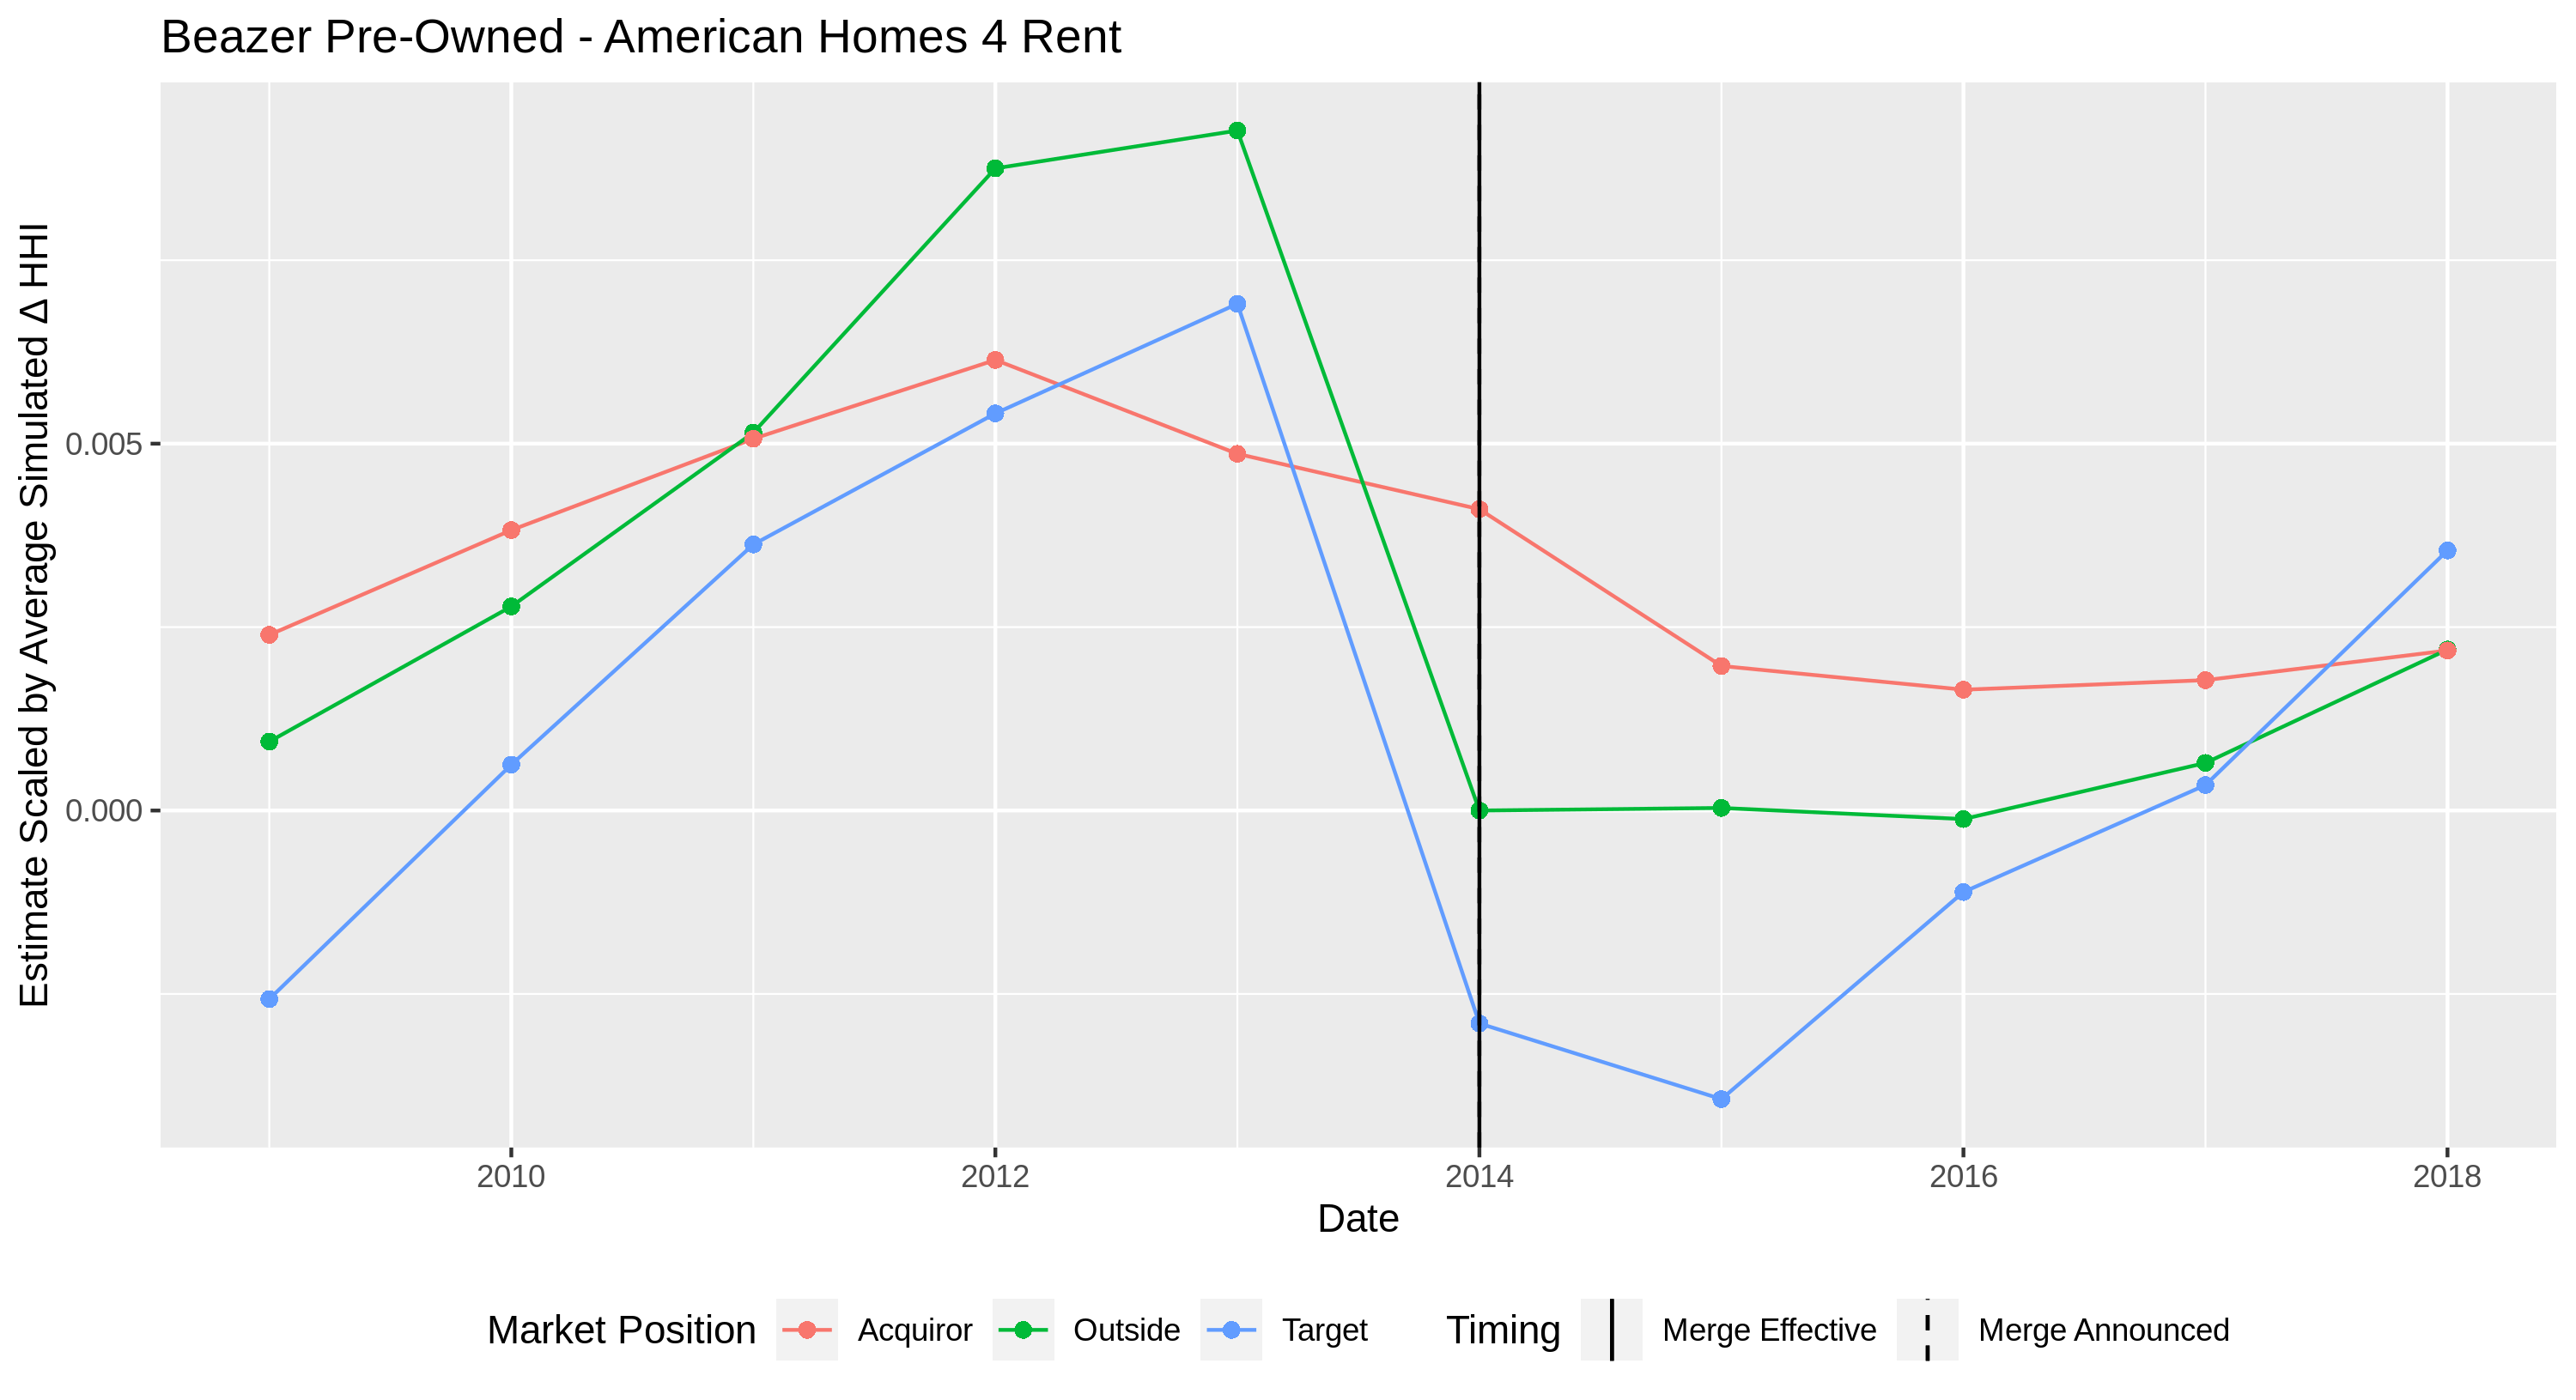 Beazer Pre-Owned - American Homes 4 Rent
Estimate Scaled by Average Simulated Δ HHI
0.005
0.000
2010
2012
2014
2016
2018
Date
Market Position
Acquiror
Outside
Target
Timing
Merge Effective
Merge Announced